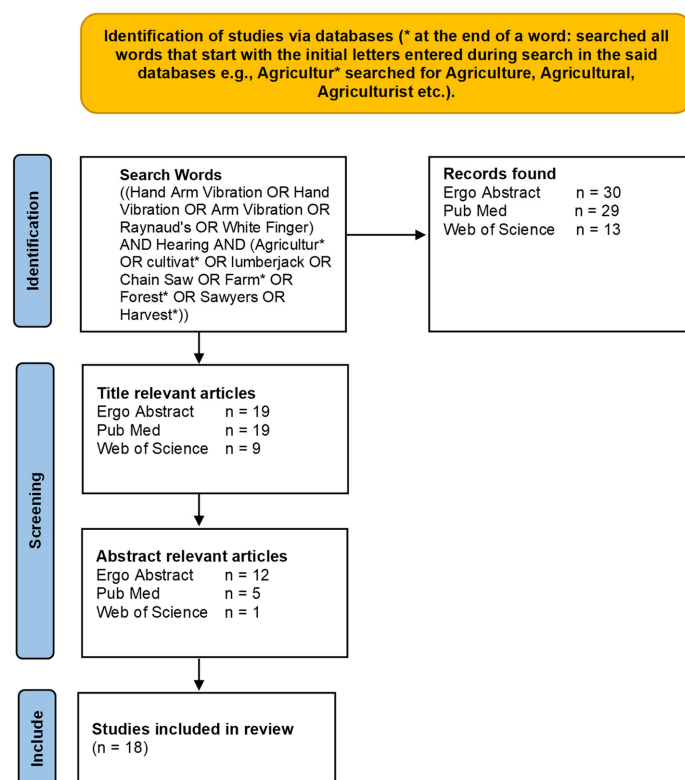 Identification of studies via databases (* at the end of a word: searched all
words that start with the initial letters entered during search in the said
databases e.g., Agricultur* searched for Agriculture, Agricultural,
Agriculturist etc.).
Identification
Search Words
((Hand Arm Vibration OR Hand
Vibration OR Arm Vibration OR
Raynaud's OR White Finger)
AND Hearing AND (Agricultur*
OR cultivat* OR lumberjack OR
Chain Saw OR Farm* OR
Forest* OR Sawyers OR
Harvest*))
Records found
Ergo Abstract n = 30
Pub Med n = 29
Web of Science n = 13
Screening
Title relevant articles
Ergo Abstract n = 19
Pub Med n = 19
Web of Science n = 9
Abstract relevant articles
Ergo Abstract n = 12
Pub Med n = 5
Web of Science n = 1
Include
Studies included in review
(n = 18)